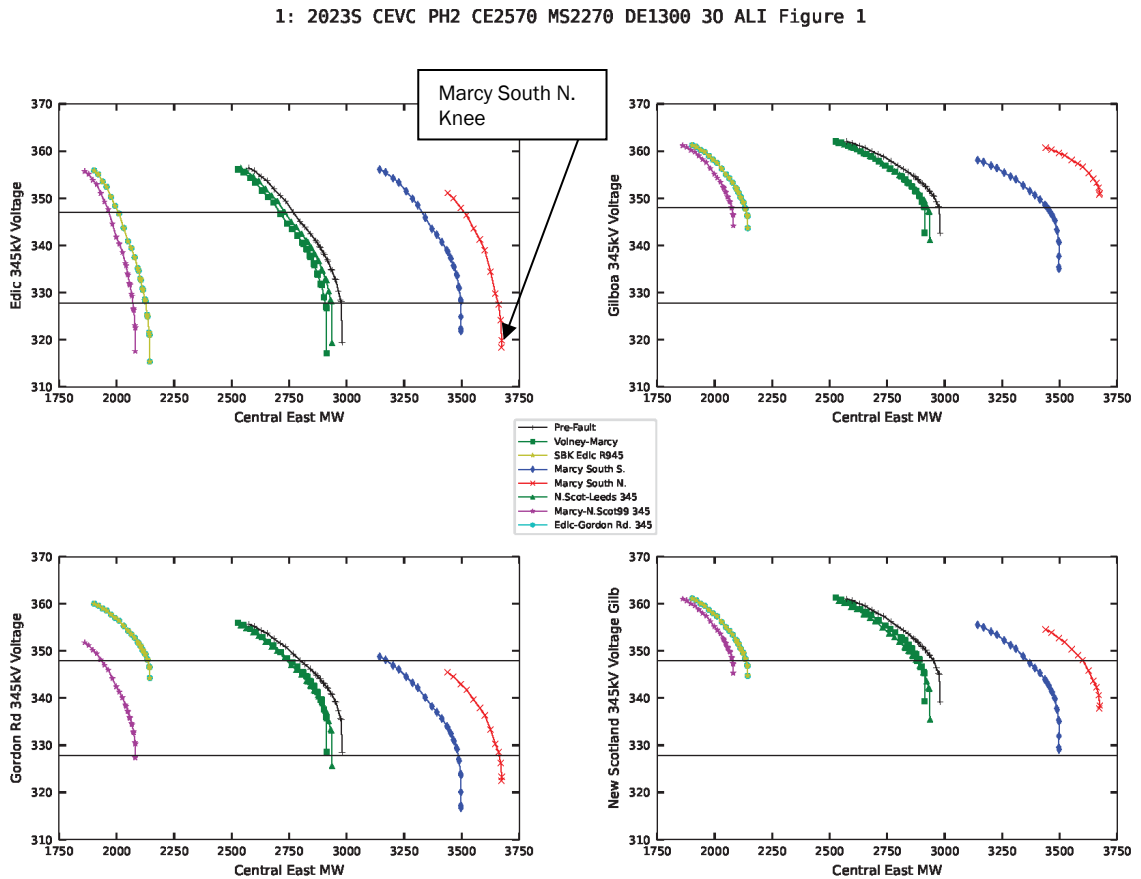 1: 2023S CEVC PH2 CE2570 MS2270 DE1300 30 ALI Figure 1
Marcy South N.
Knee
370
360
350
340
330
320
310
Edic 345kV Voltage
1750 2000 2250 2500 2750 3000 3250 3500 3750
Central East MW
370
360
350
340
330
320
310
Gilboa 345kV Voltage
1750 2000 2250 2500 2750 3000 3250 3500 3750
Central East MW
Pre-Fault
Volney-Marcy
SBK Edic R945
Marcy South S.
Marcy South N.
N.Scot-Leeds 345
Marcy-N.Scot99 345
Edic-Gordon Rd. 345
370
360
350
340
330
320
310
Gordon Rd 345kV Voltage
1750 2000 2250 2500 2750 3000 3250 3500 3750
Central East MW
370
360
350
340
330
320
310
New Scotland 345kV Voltage Gilb
1750 2000 2250 2500 2750 3000 3250 3500 3750
Central East MW